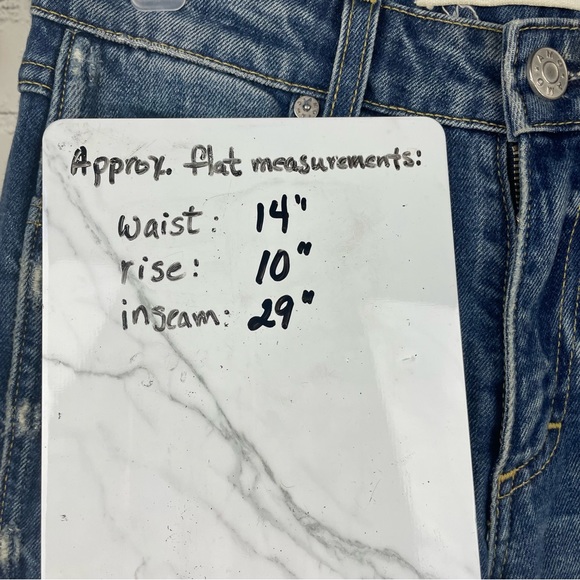 Approx. flat measurements:
waist: 14"
rise: 10"
inseam: 29"